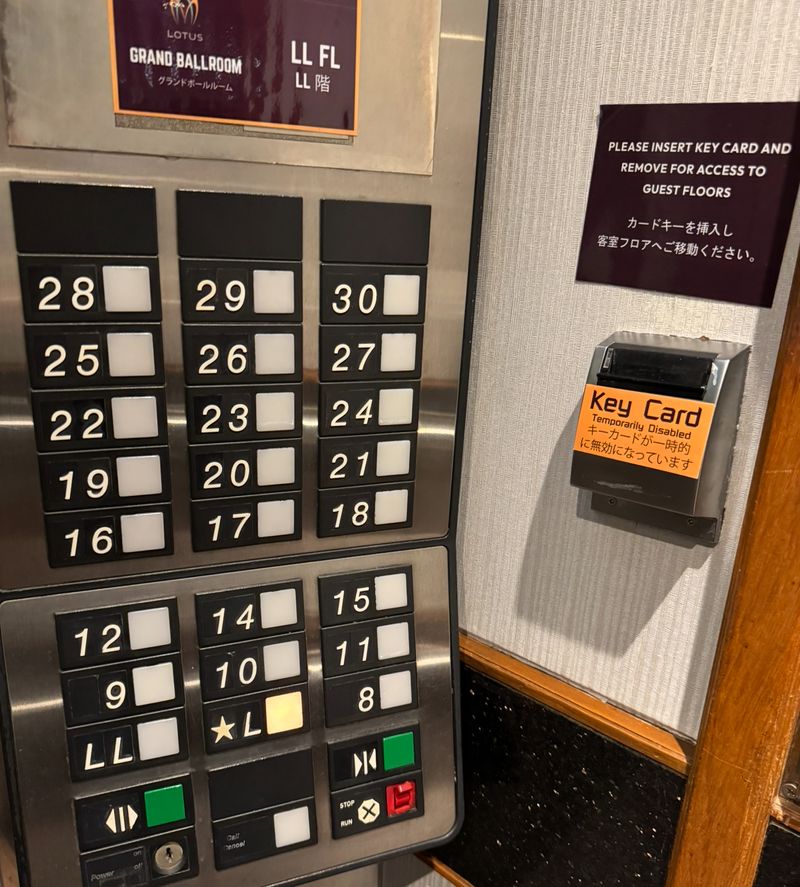 LOTUS
GRAND BALLROOM
グランドボールルーム
LL FL
LL 階
PLEASE INSERT KEY CARD AND
REMOVE FOR ACCESS TO
GUEST FLOORS
カードキーを挿入し
客室フロアへご移動ください。
Key Card
Temporarily Disabled
キーカードが一時的
に無効になっています
28 29 30
25 26 27
22 23 24
19 20 21
16 17 18
12 14 15
9 10 11
LL ★L 8
STOP
RUN
Call
Cancel
Power
on
off